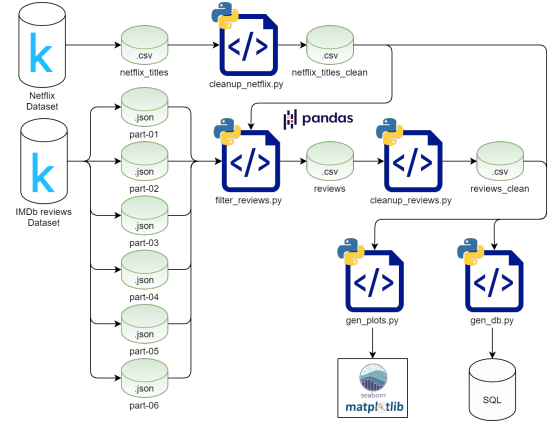 k
.csv
netflix_titles
cleanup_netflix.py
.csv
netflix_titles_clean
Netflix
Dataset
k
IMDb reviews
Dataset
.json
part-01
.json
part-02
.json
part-03
.json
part-04
.json
part-05
.json
part-06
pandas
filter_reviews.py
.csv
reviews
cleanup_reviews.py
.csv
reviews_clean
gen_plots.py
gen_db.py
seaborn
matplotlib
SQL